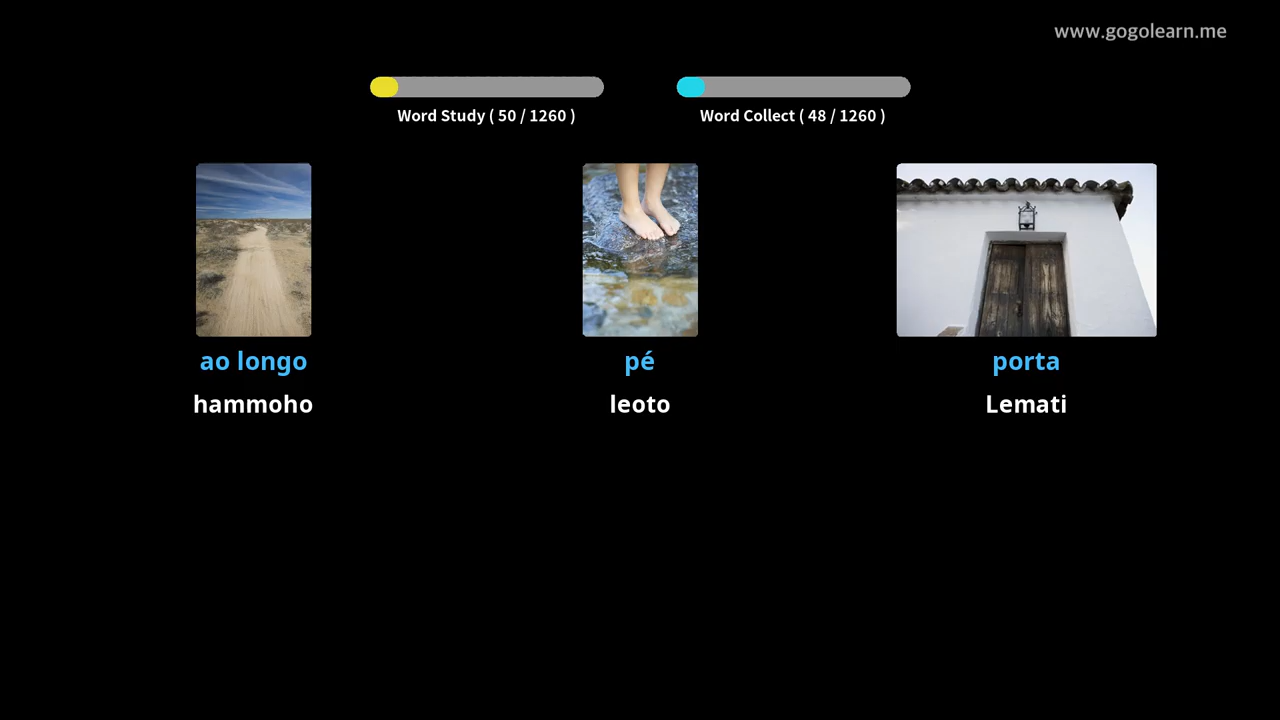 www.gogolearn.me
Word Study ( 50 / 1260 )
Word Collect ( 48 / 1260 )
ao longo
hammoho
pé
leoto
porta
Lemati